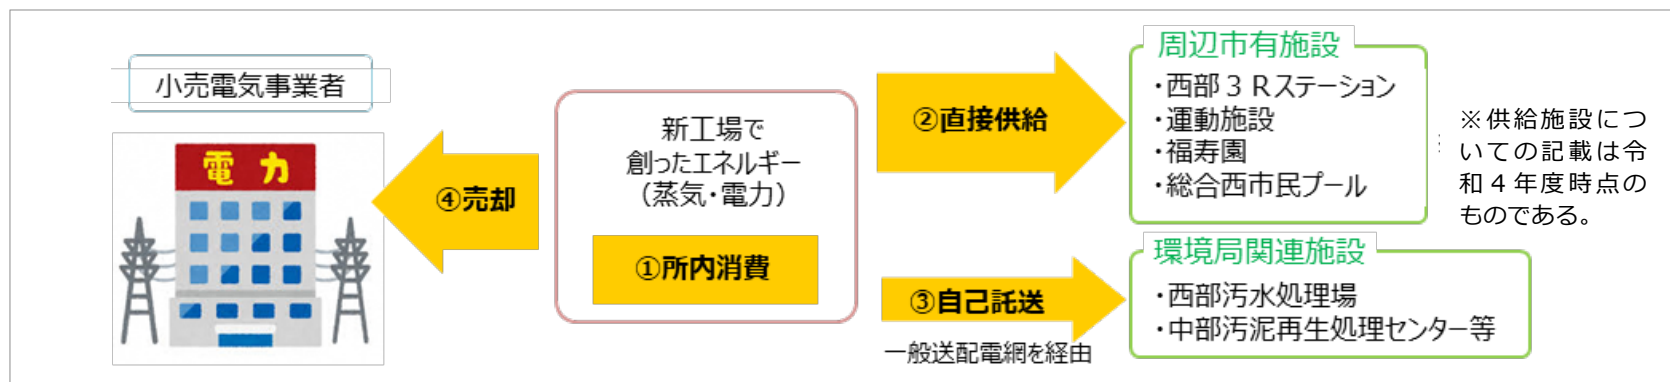 小売電気事業者
電力
④売却
新工場で
創ったエネルギー
（蒸気・電力）
①所内消費
②直接供給
周辺市有施設
・西部３Ｒステーション
・運動施設
・福寿園
・総合西市民プール
※供給施設につ
いての記載は令
和４年度時点の
ものである。
③自己託送
一般送配電網を経由
環境局関連施設
・西部汚水処理場
・中部汚泥再生処理センター等